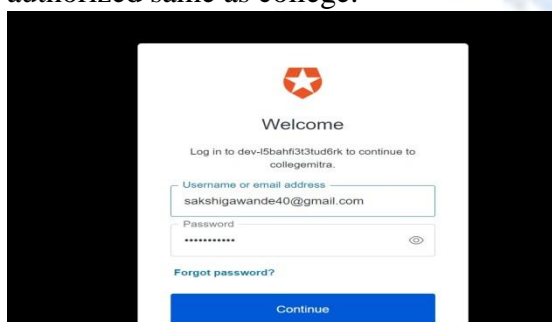 authorized same as college.
Welcome
Log in to dev-l5bahfi3t3tud6rk to continue to
collegemitra.
Username or email address
sakshigawande40@gmail.com
Password
•••••••••••
Forgot password?
Continue